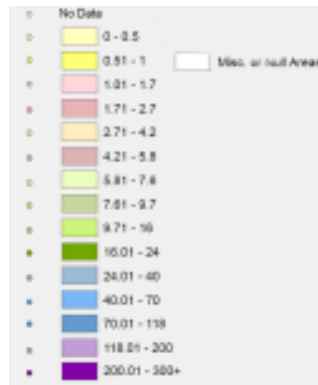 No Data
0 - 0.5
0.51 - 1
Misc. or null Areas
1.01 - 1.7
1.71 - 2.7
2.71 - 4.2
4.21 - 5.8
5.81 - 7.6
7.61 - 9.7
9.71 - 16
16.01 - 24
24.01 - 40
40.01 - 70
70.01 - 118
118.01 - 200
200.01 - 300+